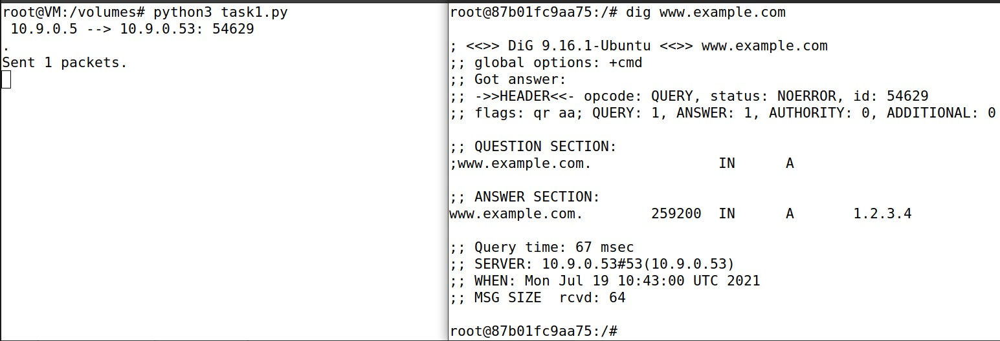 root@VM:/volumes# python3 task1.py
 10.9.0.5 --> 10.9.0.53: 54629
.
Sent 1 packets.
root@87b01fc9aa75:/# dig www.example.com

; <<>> DiG 9.16.1-Ubuntu <<>> www.example.com
;; global options: +cmd
;; Got answer:
;; ->>HEADER<<- opcode: QUERY, status: NOERROR, id: 54629
;; flags: qr aa; QUERY: 1, ANSWER: 1, AUTHORITY: 0, ADDITIONAL: 0

;; QUESTION SECTION:
;www.example.com.               IN      A

;; ANSWER SECTION:
www.example.com.        259200  IN      A       1.2.3.4

;; Query time: 67 msec
;; SERVER: 10.9.0.53#53(10.9.0.53)
;; WHEN: Mon Jul 19 10:43:00 UTC 2021
;; MSG SIZE  rcvd: 64

root@87b01fc9aa75:/#